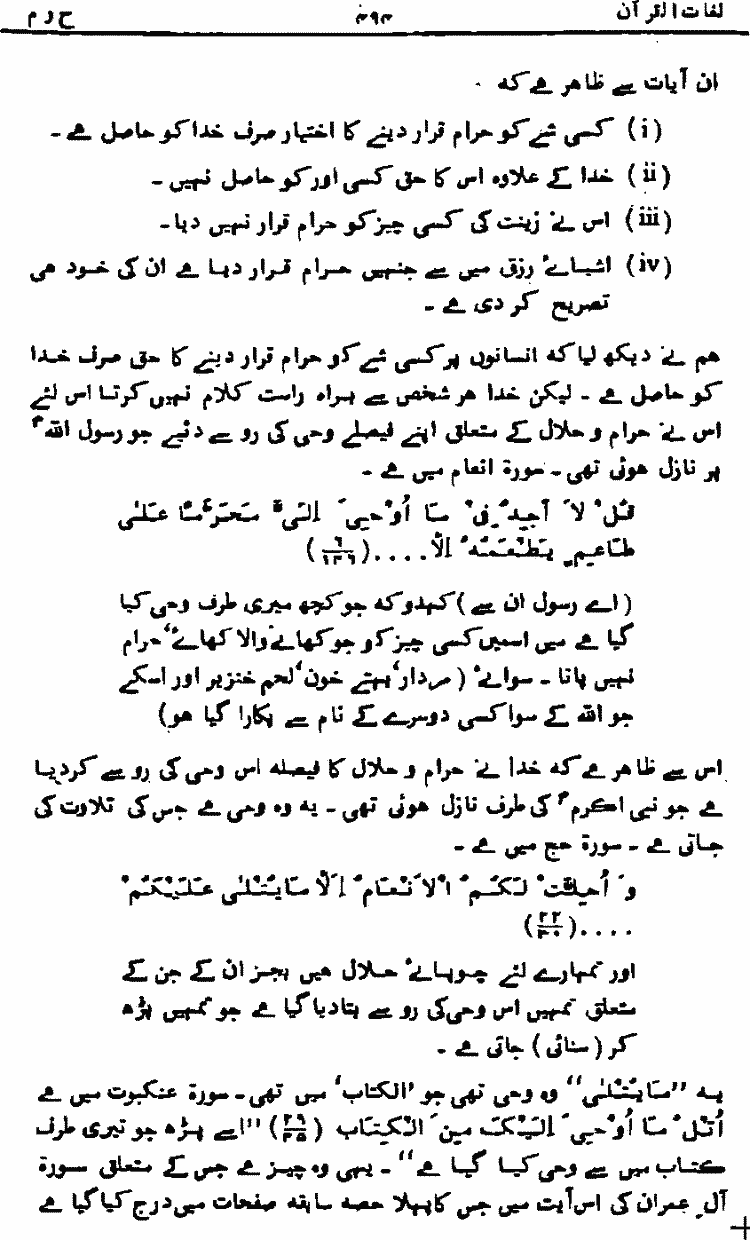 لغات القرآن ۴۹۳ ح ر م
ان آیات سے ظاہر ہے کہ
(i) کسی شے کو حرام قرار دینے کا اختیار صرف خدا کو حاصل ہے ۔
(ii) خدا کے علاوہ اس کا حق کسی اور کو حاصل نہیں ۔
(iii) اس نے زینت کی کسی چیز کو حرام قرار نہیں دیا ۔
(iv) اشیائے رزق میں سے جنہیں حرام قرار دیا ہے ان کی خود ہی
تصریح کر دی ہے ۔
ہم نے دیکھ لیا کہ انسانوں پر کسی شے کو حرام قرار دینے کا حق صرف خدا
کو حاصل ہے ۔ لیکن خدا ہر شخص سے براہ راست کلام نہیں کرتا اس لئے
اس نے حرام و حلال کے متعلق اپنے فیصلے وحی کی رو سے دئیے جو رسول اللہؐ
پر نازل ہوئی تھی ۔ سورۃ انعام میں ہے ۔
قُلْ لَا أَجِدُ فِیْ مَا أُوْحِیَ اِلَیَّ مُحَرَّمًا عَلٰی
طَاعِمٍ یَطْعَمُہٗ اِلَّا ....(۶/۱۴۶)
(اے رسول ان سے) کہدو کہ جو کچھ میری طرف وحی کیا
گیا ہے میں اسمیں کسی چیز کو جو کھانے والا کھائے، حرام
نہیں پاتا ۔ سوائے (مردار، بہتے خون، لحم خنزیر اور اسکے
جو اللہ کے سوا کسی دوسرے کے نام سے پکارا گیا ہو)
اس سے ظاہر ہے کہ خدا نے حرام و حلال کا فیصلہ اس وحی کی رو سے کردیا
ہے جو نبی اکرمؐ کی طرف نازل ہوئی تھی ۔ یہ وہ وحی ہے جس کی تلاوت کی
جاتی ہے ۔ سورۃ حج میں ہے ۔
وَ أُحِلَّتْ لَکُمُ الْاَنْعَامُ اِلَّا مَا یُتْلٰی عَلَیْکُمْ
....(۲۲/۳۰)
اور تمہارے لئے چوپائے حلال ہیں بجز ان کے جن کے
متعلق تمہیں اس وحی کی رو سے بتا دیا گیا ہے جو تمہیں پڑھ
کر (سنائی) جاتی ہے ۔
یہ ”مَا یُتْلٰی“ وہ وحی تھی جو ’الکتاب‘ میں تھی ۔ سورۃ عنکبوت میں ہے
اُتْلُ مَا أُوْحِیَ اِلَیْکَ مِنَ الْکِتَابِ (۲۹/۴۵) ”اسے پڑھ جو تیری طرف
کتاب میں سے وحی کیا گیا ہے“ ۔ یہی وہ چیز ہے جس کے متعلق سورۃ
آل عمران کی اس آیت میں جس کا پہلا حصہ سابقہ صفحات میں درج کیا گیا ہے